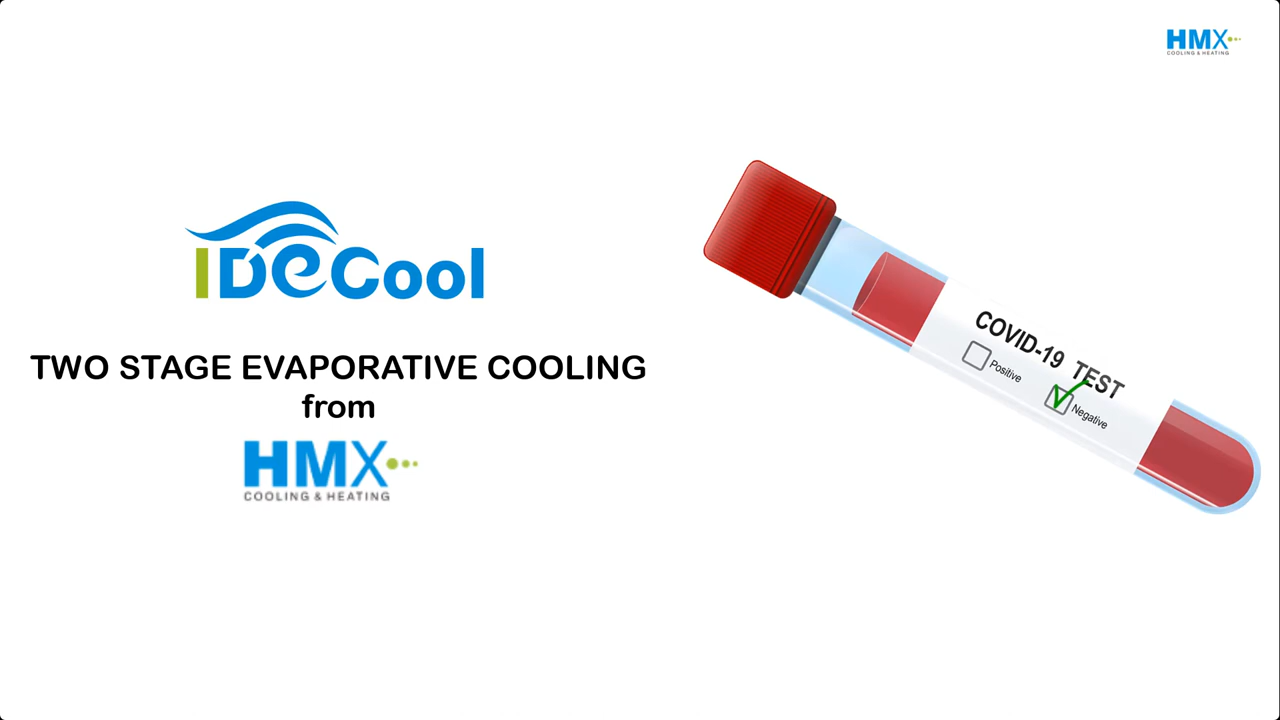 HMX
COOLING & HEATING
IDeCool
TWO STAGE EVAPORATIVE COOLING
from
HMX
COOLING & HEATING
COVID-19 TEST
Positive
Negative